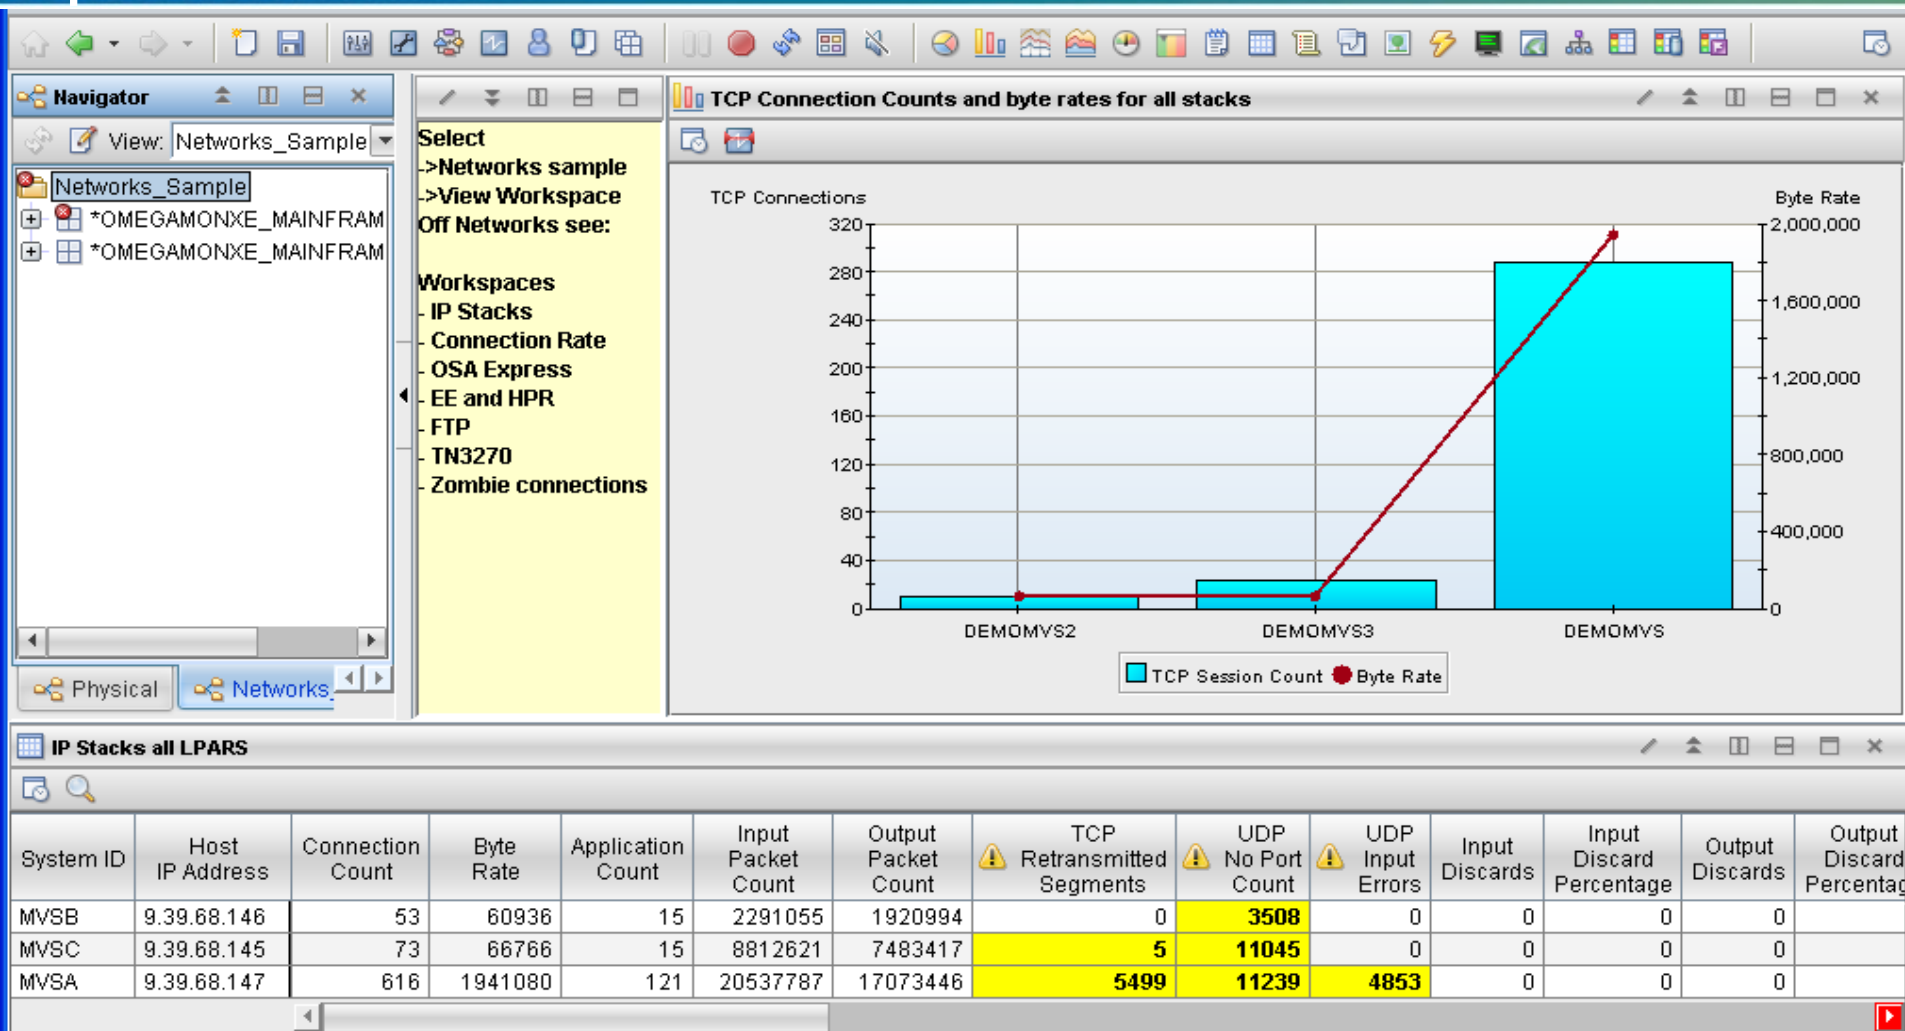 Navigator
View: Networks_Sample
Networks_Sample
*OMEGAMONXE_MAINFRAM
*OMEGAMONXE_MAINFRAM
Physical
Networks_
Select
->Networks sample
->View Workspace
Off Networks see:
Workspaces
- IP Stacks
- Connection Rate
- OSA Express
- EE and HPR
- FTP
- TN3270
- Zombie connections
TCP Connection Counts and byte rates for all stacks
TCP Connections
Byte Rate
320
280
240
200
160
120
80
40
0
2,000,000
1,600,000
1,200,000
800,000
400,000
0
DEMOMVS2
DEMOMVS3
DEMOMVS
TCP Session Count
Byte Rate
IP Stacks all LPARS
System ID
Host
IP Address
Connection
Count
Byte
Rate
Application
Count
Input
Packet
Count
Output
Packet
Count
TCP
Retransmitted
Segments
UDP
No Port
Count
UDP
Input
Errors
Input
Discards
Input
Discard
Percentage
Output
Discards
Output
Discard
Percentag
MVSB 9.39.68.146 53 60936 15 2291055 1920994 0 3508 0 0 0 0
MVSC 9.39.68.145 73 66766 15 8812621 7483417 5 11045 0 0 0 0
MVSA 9.39.68.147 616 1941080 121 20537787 17073446 5499 11239 4853 0 0 0